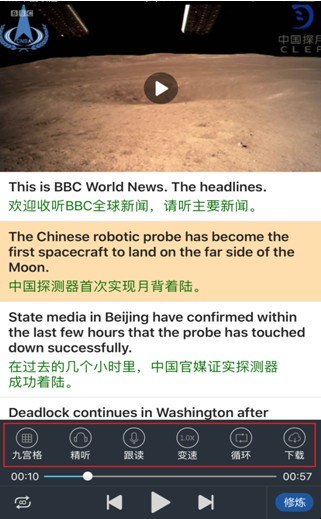 BBC
中国探月
CLEP
This is BBC World News. The headlines.
欢迎收听BBC全球新闻，请听主要新闻。
The Chinese robotic probe has become the
first spacecraft to land on the far side of the
Moon.
中国探测器首次实现月背着陆。
State media in Beijing have confirmed within
the last few hours that the probe has touched
down successfully.
在过去的几个小时里，中国官媒证实探测器
成功着陆。
Deadlock continues in Washington after
1.0X
九宫格 精听 跟读 变速 循环 下载
00:10 00:57
修炼